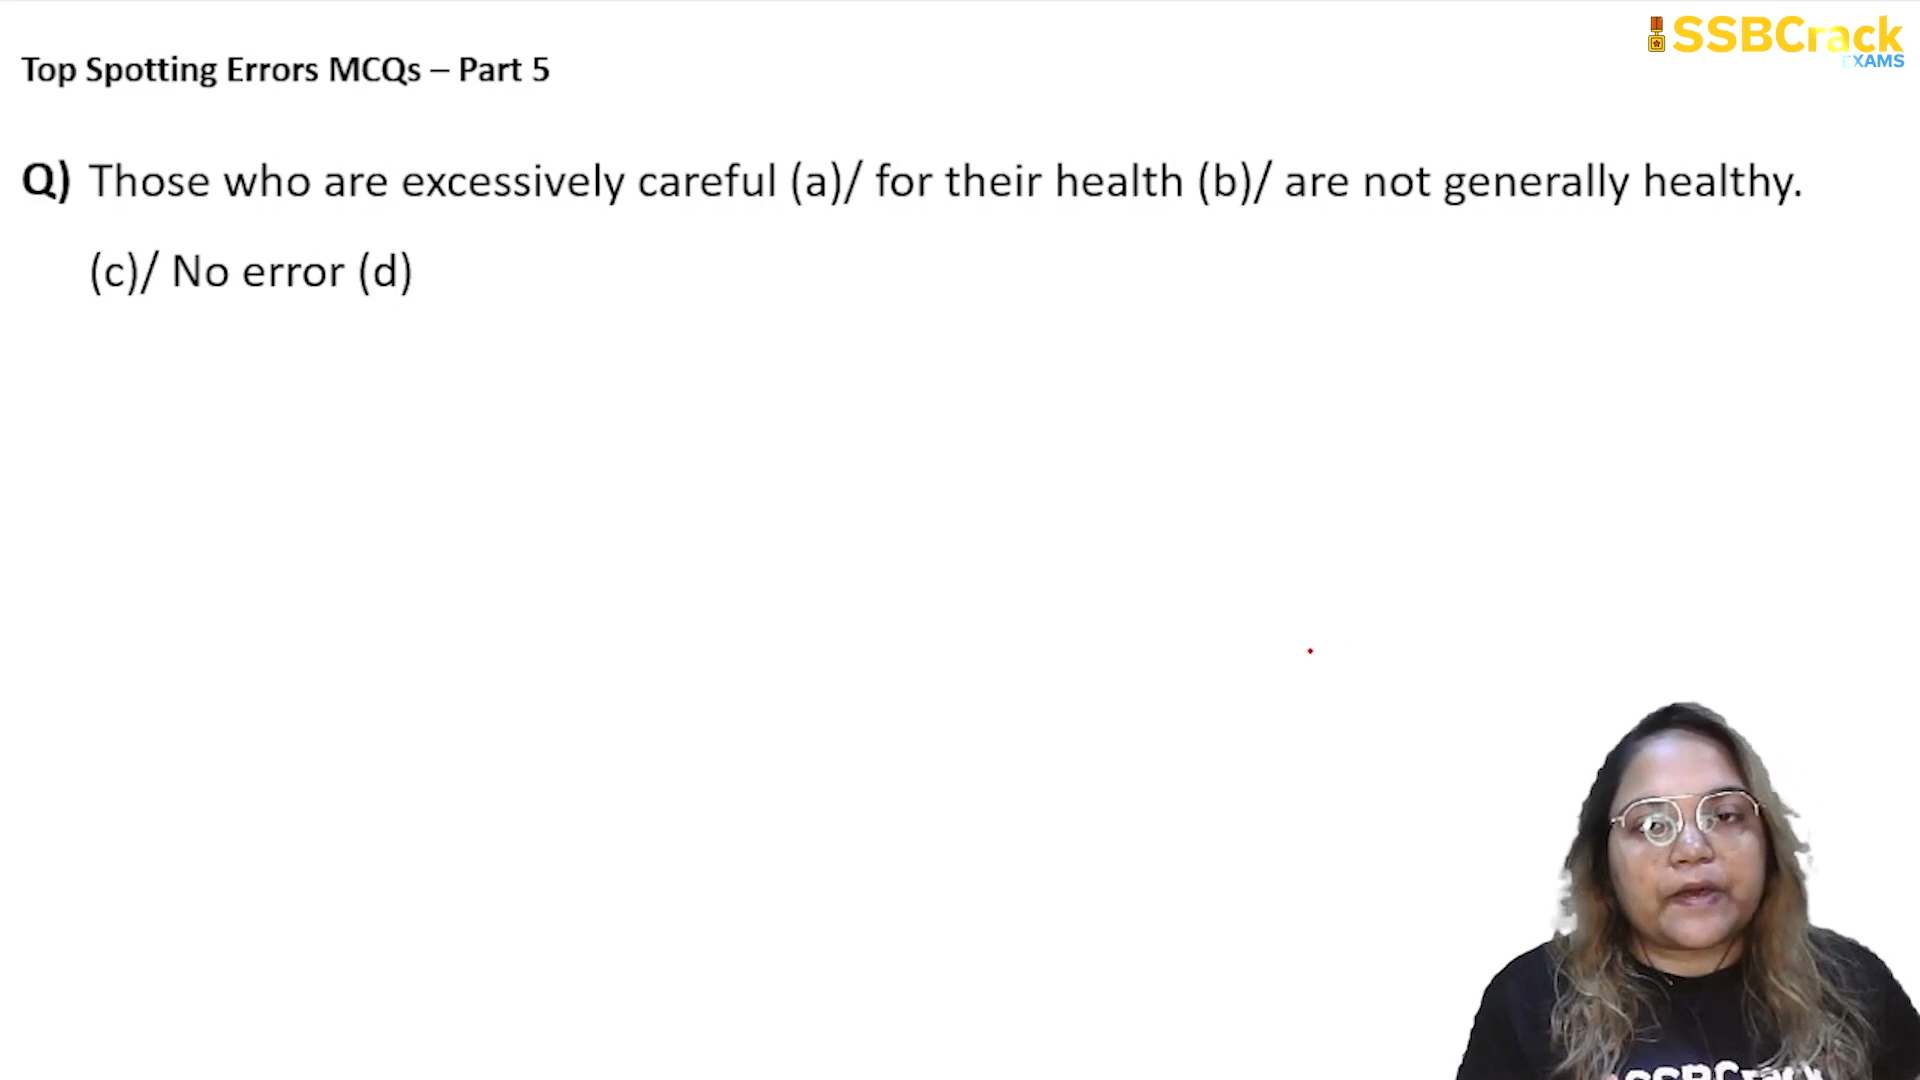 SSBCrack
EXAMS
Top Spotting Errors MCQs – Part 5
Q) Those who are excessively careful (a)/ for their health (b)/ are not generally healthy.
(c)/ No error (d)
SSBCrack